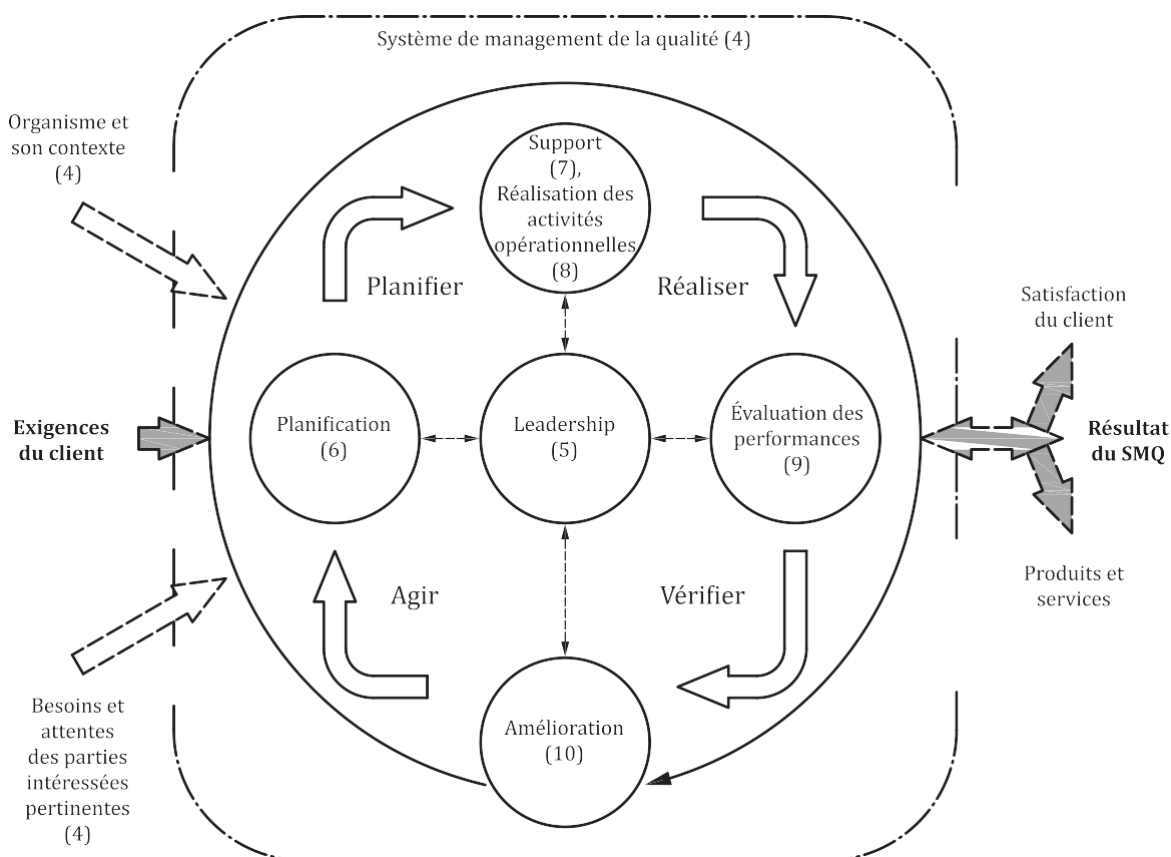 Système de management de la qualité (4)
Organisme et
son contexte
(4)
Support
(7),
Réalisation des
activités
opérationnelles
(8)
Planifier
Réaliser
Satisfaction
du client
Exigences
du client
Planification
(6)
Leadership
(5)
Évaluation des
performances
(9)
Résultat
du SMQ
Agir
Vérifier
Produits et
services
Besoins et
attentes
des parties
intéressées
pertinentes
(4)
Amélioration
(10)